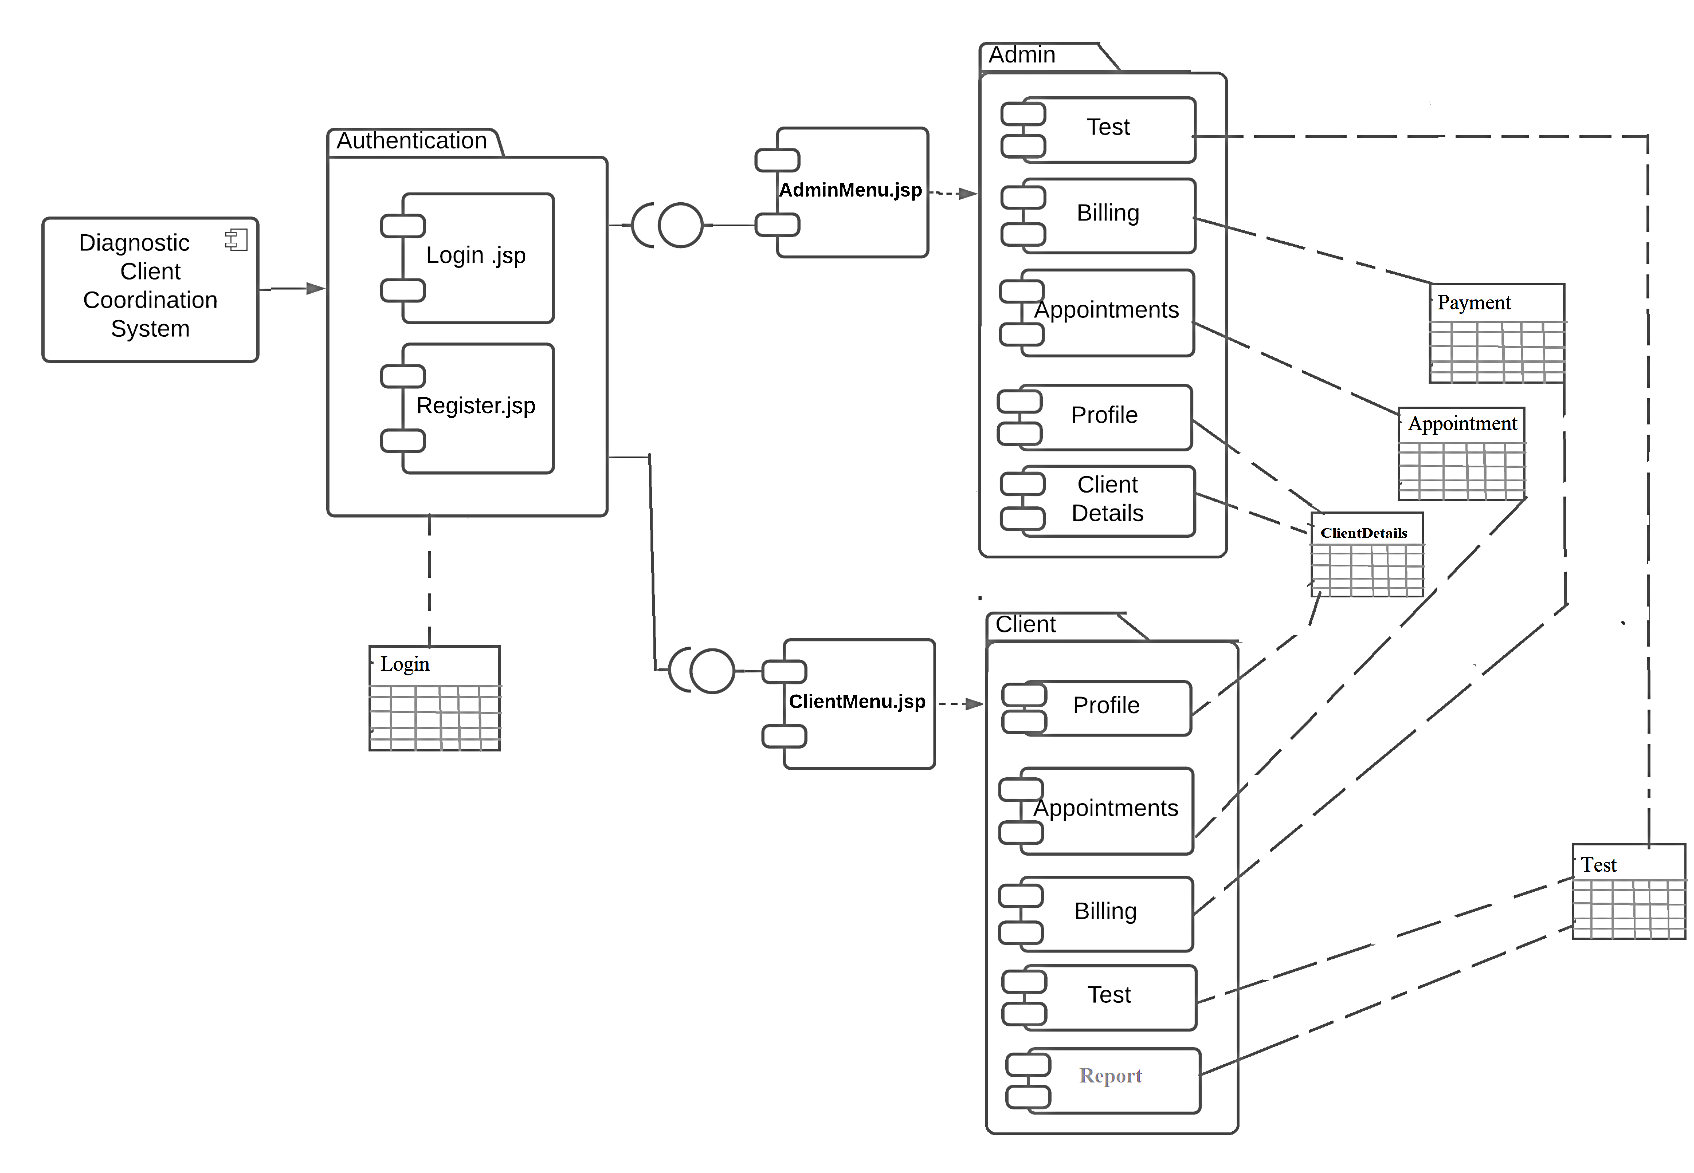 Diagnostic
Client
Coordination
System
Authentication
Login .jsp
Register.jsp
Login
AdminMenu.jsp
ClientMenu.jsp
Admin
Test
Billing
Appointments
Profile
Client
Details
Client
Profile
Appointments
Billing
Test
Report
Payment
Appointment
ClientDetails
Test